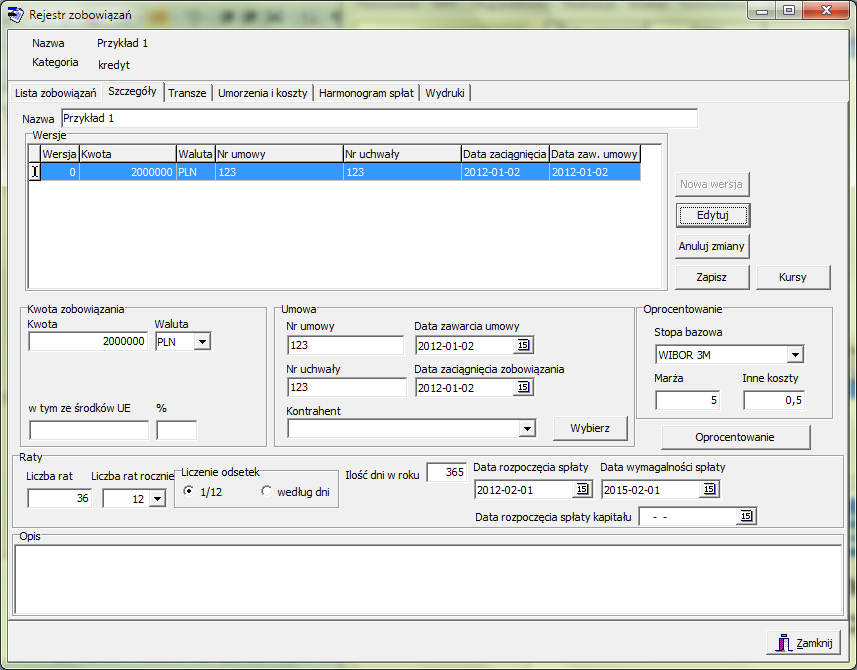 Rejestr zobowiązań
Nazwa Przykład 1
Kategoria kredyt
Lista zobowiązań Szczegóły Transze Umorzenia i koszty Harmonogram spłat Wydruki
Nazwa Przykład 1
Wersje
Wersja Kwota Waluta Nr umowy Nr uchwały Data zaciągnięcia Data zaw. umowy
0 2000000 PLN 123 123 2012-01-02 2012-01-02
Nowa wersja
Edytuj
Anuluj zmiany
Zapisz Kursy
Kwota zobowiązania Umowa Oprocentowanie
Kwota Waluta Nr umowy Data zawarcia umowy Stopa bazowa
2000000 PLN 123 2012-01-02 15 WIBOR 3M
Nr uchwały Data zaciągnięcia zobowiązania Marża Inne koszty
123 2012-01-02 15 5 0,5
w tym ze środków UE % Kontrahent
Wybierz Oprocentowanie
Raty
Liczba rat Liczba rat rocznie Liczenie odsetek Ilość dni w roku 365 Data rozpoczęcia spłaty Data wymagalności spłaty
36 12 1/12 według dni 2012-02-01 15 2015-02-01 15
Data rozpoczęcia spłaty kapitału - - 15
Opis
Zamknij